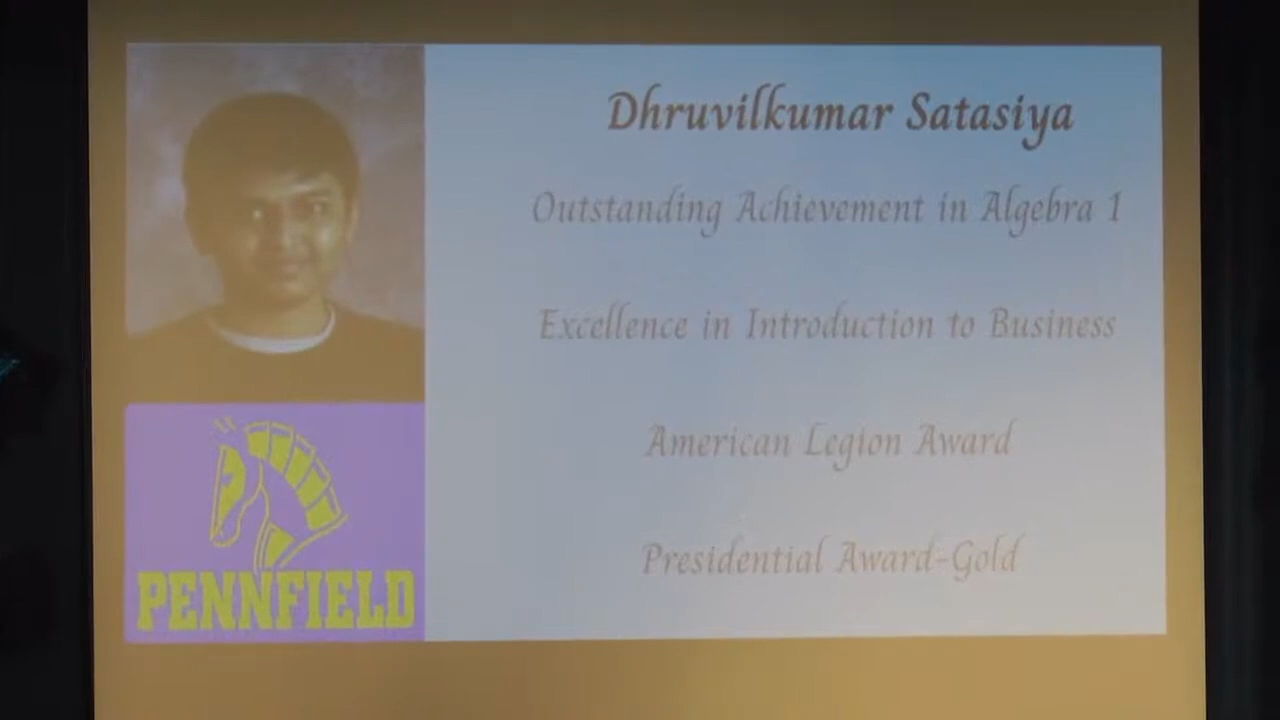 Dhruvilkumar Satasiya
Outstanding Achievement in Algebra 1
Excellence in Introduction to Business
American Legion Award
Presidential Award-Gold
PENNFIELD